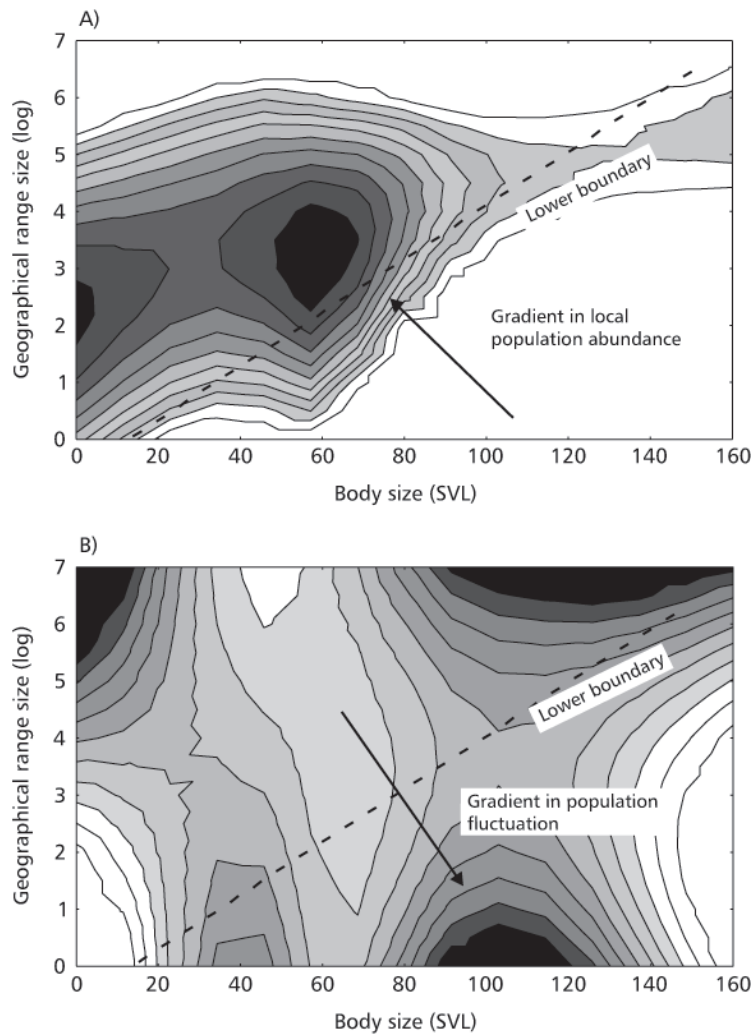 A)
7
6
5
4
3
2
1
0
Geographical range size (log)
Lower boundary
Gradient in local
population abundance
0 20 40 60 80 100 120 140 160
Body size (SVL)
B)
7
6
5
4
3
2
1
0
Geographical range size (log)
Lower boundary
Gradient in population
fluctuation
0 20 40 60 80 100 120 140 160
Body size (SVL)